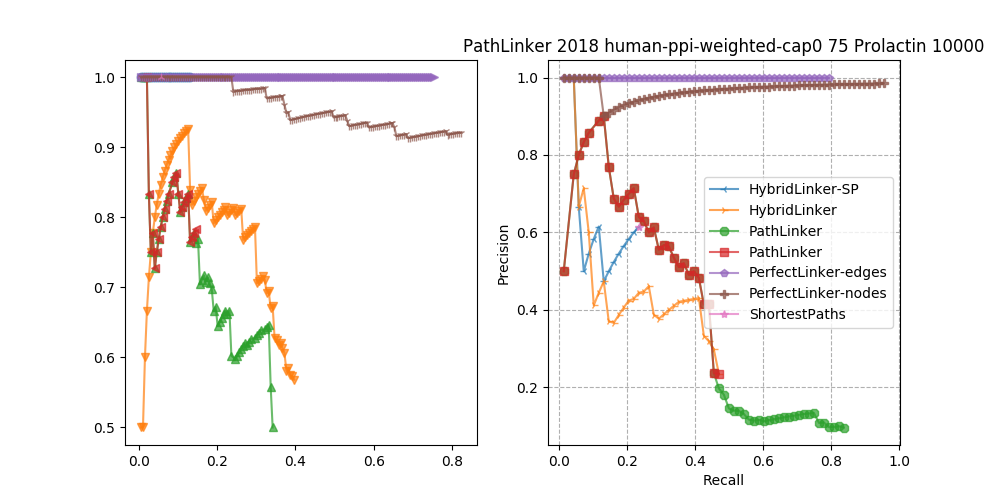 PathLinker 2018 human-ppi-weighted-cap0 75 Prolactin 10000
1.0
0.9
0.8
0.7
0.6
0.5
0.0 0.2 0.4 0.6 0.8
Precision
1.0
0.8
0.6
0.4
0.2
0.0 0.2 0.4 0.6 0.8 1.0
Recall
HybridLinker-SP
HybridLinker
PathLinker
PathLinker
PerfectLinker-edges
PerfectLinker-nodes
ShortestPaths